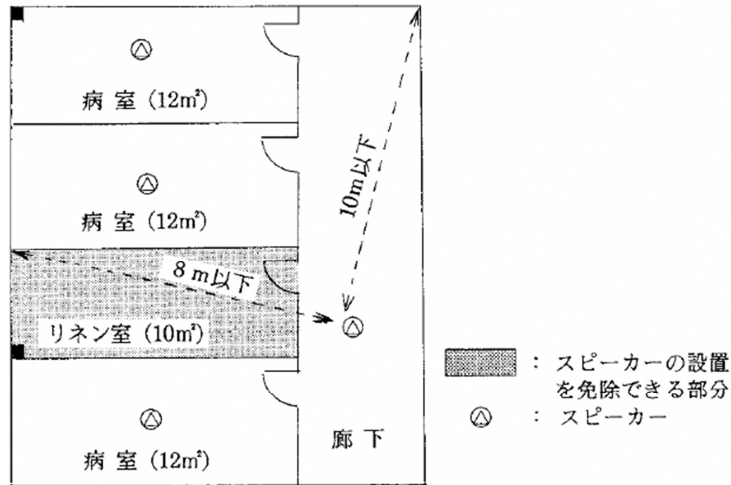 病 室 (12㎡)
病 室 (12㎡)
10m以下
8 m以下
リネン室 (10㎡)
病 室 (12㎡)
廊 下
： スピーカーの設置
を免除できる部分
： スピーカー